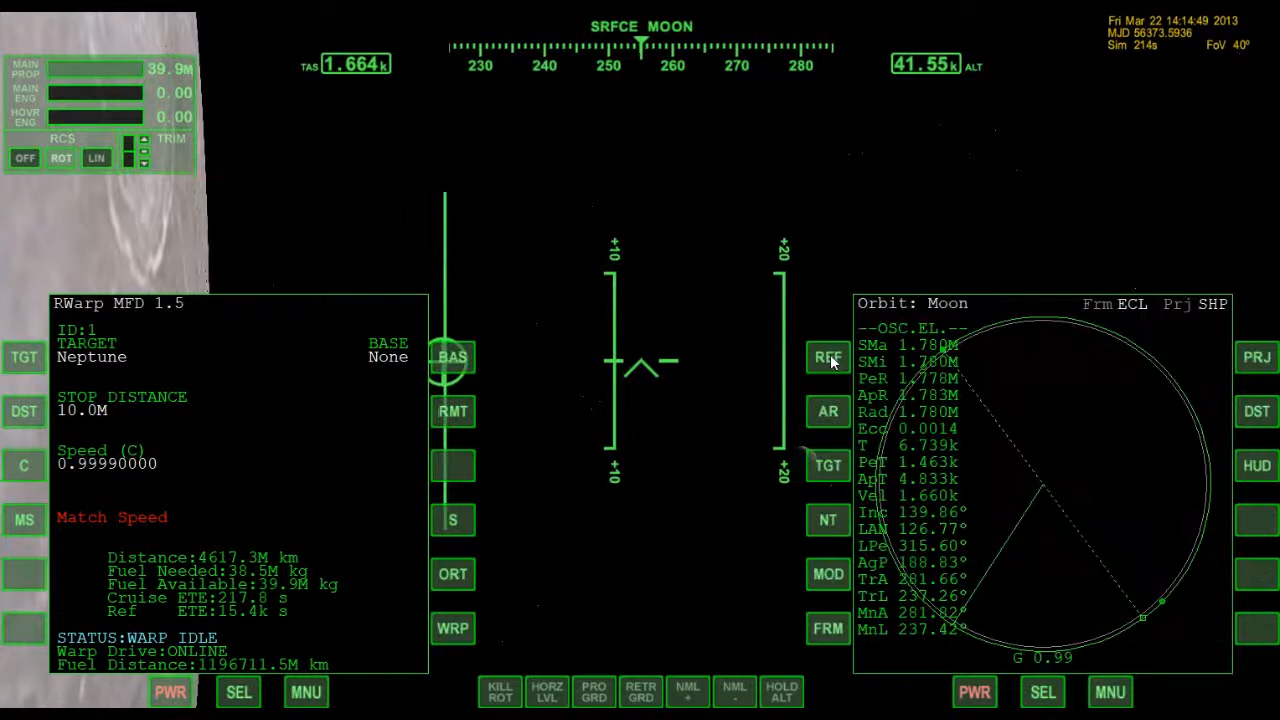 SRFCE MOON
230 240 250 260 270 280
TAS 1.664k
41.55k ALT
Fri Mar 22 14:14:49 2013
MJD 56373.5936
Sim 214s FoV 40°
MAIN PROP 39.9M
MAIN ENG 0.00
HOVR ENG 0.00
RCS TRIM
OFF ROT LIN
+10 +20
+10 +20
RWarp MFD 1.5
ID:1
TARGET BASE
Neptune None
STOP DISTANCE
10.0M
Speed (C)
0.99990000
Match Speed
Distance:4617.3M km
Fuel Needed:38.5M kg
Fuel Available:39.9M kg
Cruise ETE:217.8 s
Ref ETE:15.4k s
STATUS:WARP IDLE
Warp Drive:ONLINE
Fuel Distance:1196711.5M km
TGT
DST
C
MS
BAS
RMT
S
ORT
WRP
PWR SEL MNU
KILL ROT
HORZ LVL
PRO GRD
RETR GRD
NML +
NML -
HOLD ALT
REF
AR
TGT
NT
MOD
FRM
Orbit: Moon Frm ECL Prj SHP
--OSC.EL.--
SMa 1.780M
SMi 1.780M
PeR 1.778M
ApR 1.783M
Rad 1.780M
Ecc 0.0014
T 6.739k
PeT 1.463k
ApT 4.833k
Vel 1.660k
Inc 139.86°
LAN 126.77°
LPe 315.60°
AgP 188.83°
TrA 281.66°
TrL 237.26°
MnA 281.82°
MnL 237.42°
G 0.99
PRJ
DST
HUD
PWR SEL MNU